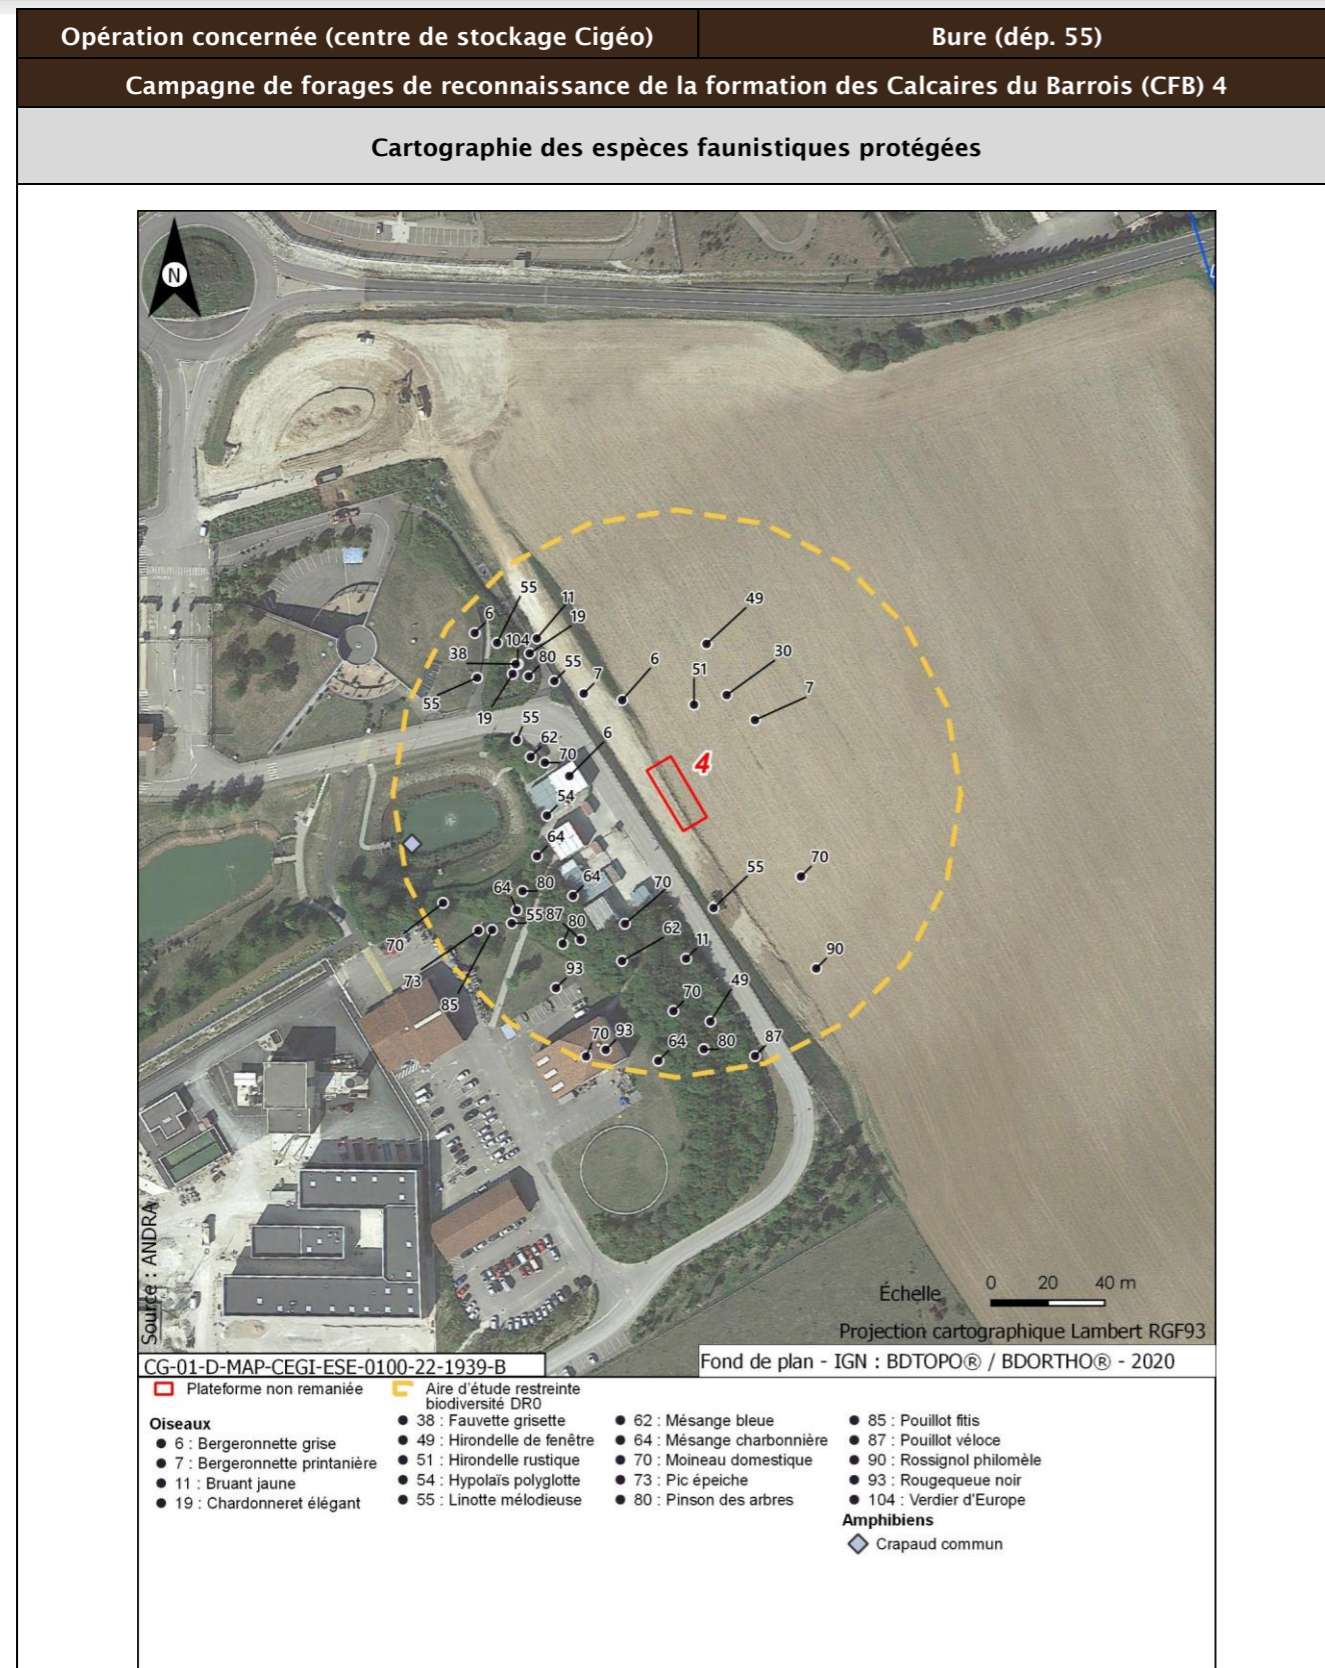 Opération concernée (centre de stockage Cigéo)
Bure (dép. 55)
Campagne de forages de reconnaissance de la formation des Calcaires du Barrois (CFB) 4
Cartographie des espèces faunistiques protégées
N
55
11
49
6
19
104
38
80
55
6
30
7
51
7
55
19
55
62
6
70
4
54
64
70
55
64
80
64
70
55
87
80
62
11
70
90
73
93
85
70
49
70
93
64
80
87
Échelle
0 20 40 m
Source : ANDRA
Projection cartographique Lambert RGF93
CG-01-D-MAP-CEGI-ESE-0100-22-1939-B
Fond de plan - IGN : BDTOPO® / BDORTHO® - 2020
Plateforme non remaniée
Aire d'étude restreinte
biodiversité DR0
Oiseaux
6 : Bergeronnette grise
7 : Bergeronnette printanière
11 : Bruant jaune
19 : Chardonneret élégant
38 : Fauvette grisette
49 : Hirondelle de fenêtre
51 : Hirondelle rustique
54 : Hypolaïs polyglotte
55 : Linotte mélodieuse
62 : Mésange bleue
64 : Mésange charbonnière
70 : Moineau domestique
73 : Pic épeiche
80 : Pinson des arbres
85 : Pouillot fitis
87 : Pouillot véloce
90 : Rossignol philomèle
93 : Rougequeue noir
104 : Verdier d'Europe
Amphibiens
Crapaud commun